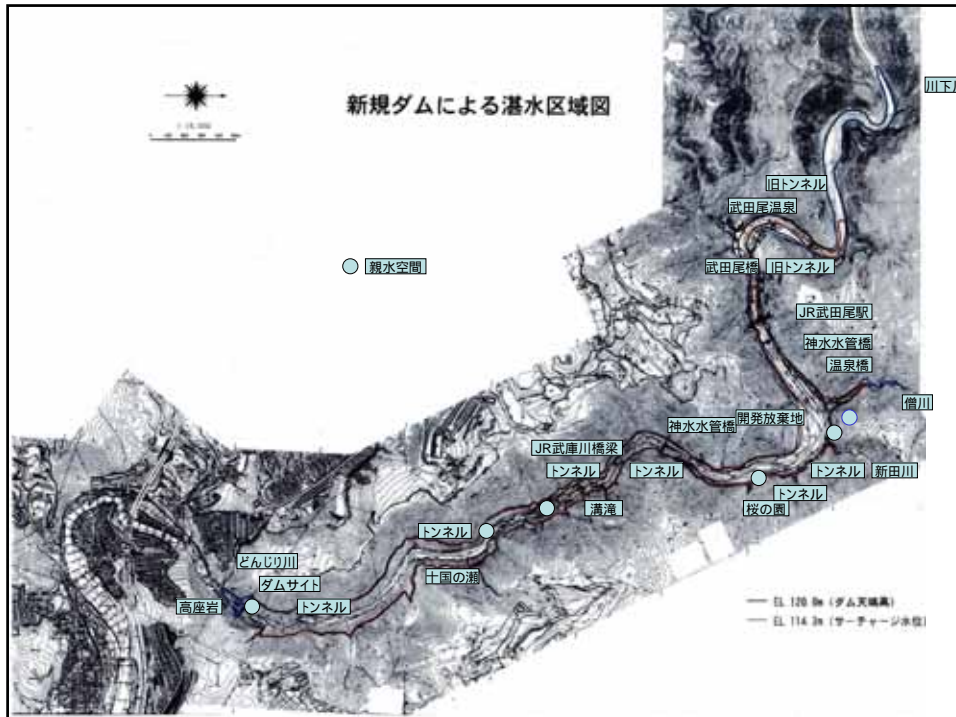 新規ダムによる湛水区域図
川下川
旧トンネル
武田尾温泉
親水空間
武田尾橋
旧トンネル
JR武田尾駅
神水水管橋
温泉橋
僧川
開発放棄地
神水水管橋
JR武庫川橋梁
トンネル
トンネル
トンネル
新田川
トンネル
桜の園
溝滝
トンネル
十国の瀬
どんじり川
ダムサイト
高座岩
トンネル
EL 120.0m (ダム天端高)
EL 114.3m (サーチャージ水位)